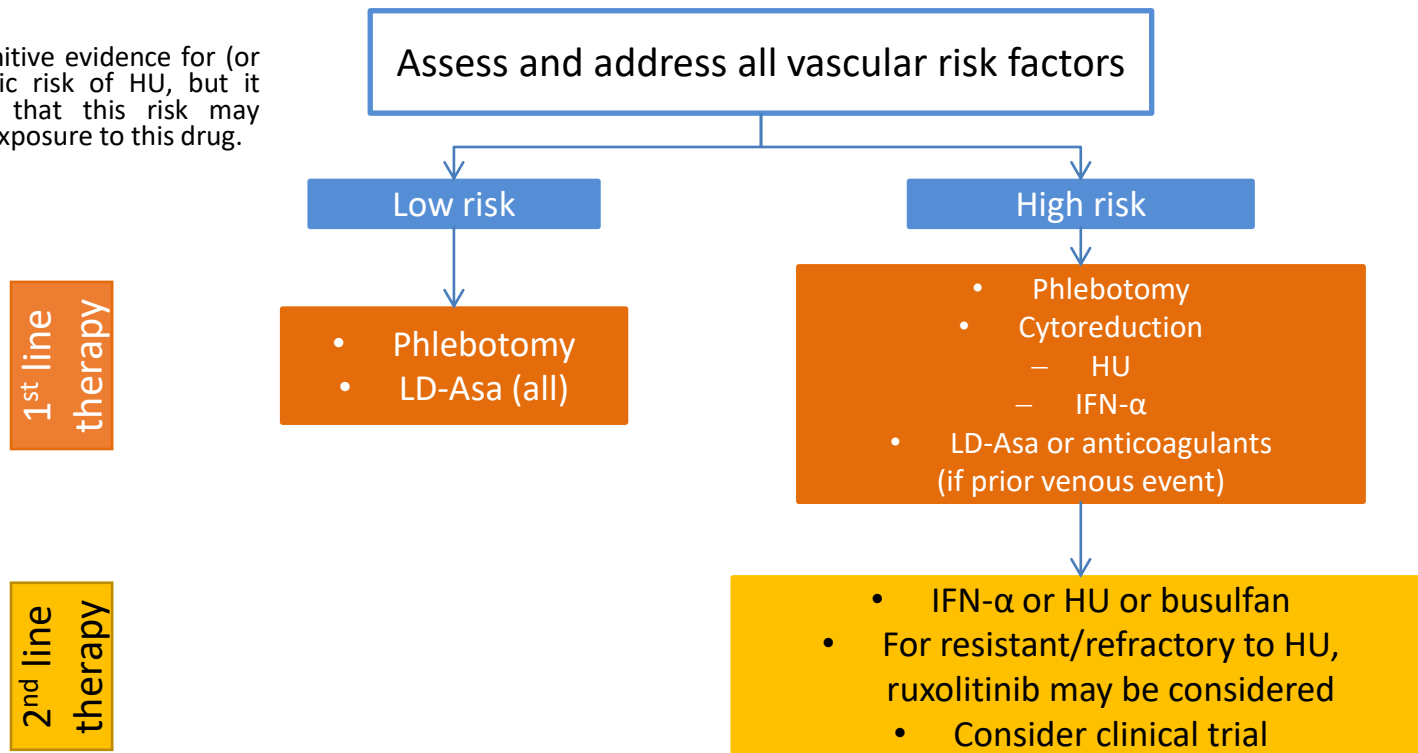 nitive evidence for (or
ic risk of HU, but it
that this risk may
xposure to this drug.
Assess and address all vascular risk factors
Low risk
High risk
1st line
therapy
• Phlebotomy
• LD-Asa (all)
• Phlebotomy
• Cytoreduction
– HU
– IFN-α
• LD-Asa or anticoagulants
(if prior venous event)
2nd line
therapy
• IFN-α or HU or busulfan
• For resistant/refractory to HU,
ruxolitinib may be considered
• Consider clinical trial